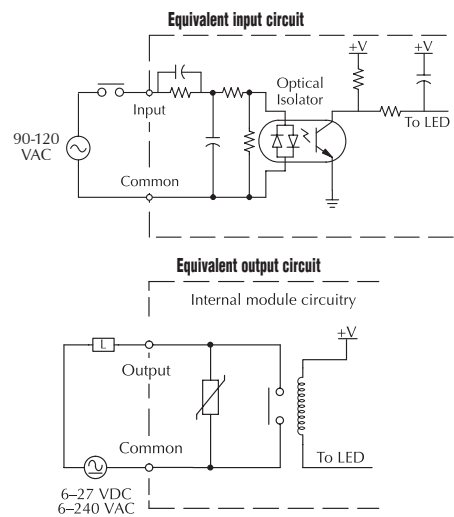 Equivalent input circuit
+V
+V
Optical
Isolator
Input
To LED
90-120
VAC
Common
Equivalent output circuit
Internal module circuitry
+V
L
Output
Common
To LED
6–27 VDC
6–240 VAC